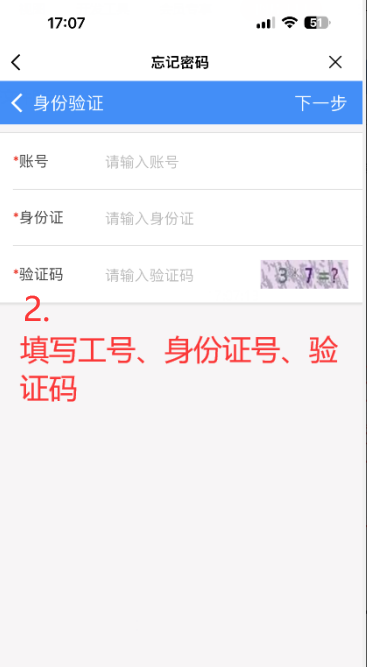 17:07
51
忘记密码
身份验证 下一步
*账号 请输入账号
*身份证 请输入身份证
*验证码 请输入验证码 7=?
2.
填写工号、身份证号、验
证码